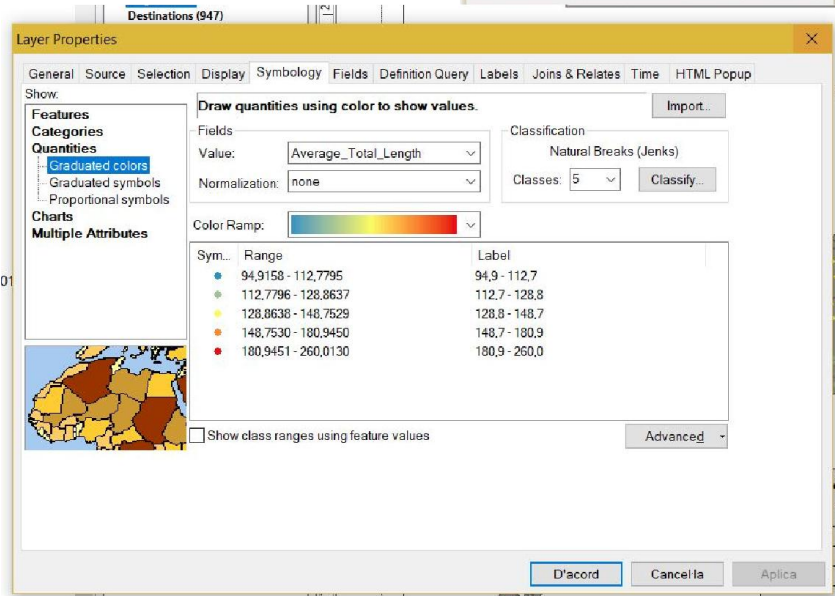 Destinations (947)
Layer Properties
General Source Selection Display Symbology Fields Definition Query Labels Joins & Relates Time HTML Popup
Show:
Features
Categories
Quantities
Graduated colors
Graduated symbols
Proportional symbols
Charts
Multiple Attributes
Draw quantities using color to show values.
Import...
Fields
Value: Average_Total_Length
Normalization: none
Classification
Natural Breaks (Jenks)
Classes: 5 Classify...
Color Ramp:
Sym... Range Label
94,9158 - 112,7795 94,9 - 112,7
112,7796 - 128,8637 112,7 - 128,8
128,8638 - 148,7529 128,8 - 148,7
148,7530 - 180,9450 148,7 - 180,9
180,9451 - 260,0130 180,9 - 260,0
Show class ranges using feature values
Advanced
D'acord Cancel·la Aplica